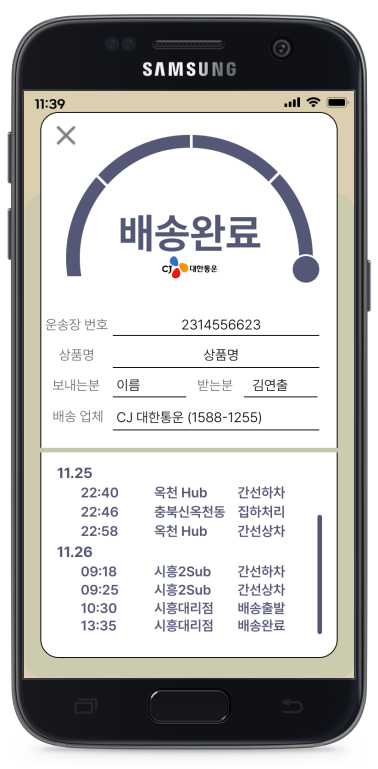 SAMSUNG
11:39
배송완료
CJ 대한통운
운송장 번호 2314556623
상품명 상품명
보내는분 이름 받는분 김연출
배송 업체 CJ 대한통운 (1588-1255)
11.25
22:40 옥천 Hub 간선하차
22:46 충북신옥천동 집하처리
22:58 옥천 Hub 간선상차
11.26
09:18 시흥2Sub 간선하차
09:25 시흥2Sub 간선상차
10:30 시흥대리점 배송출발
13:35 시흥대리점 배송완료